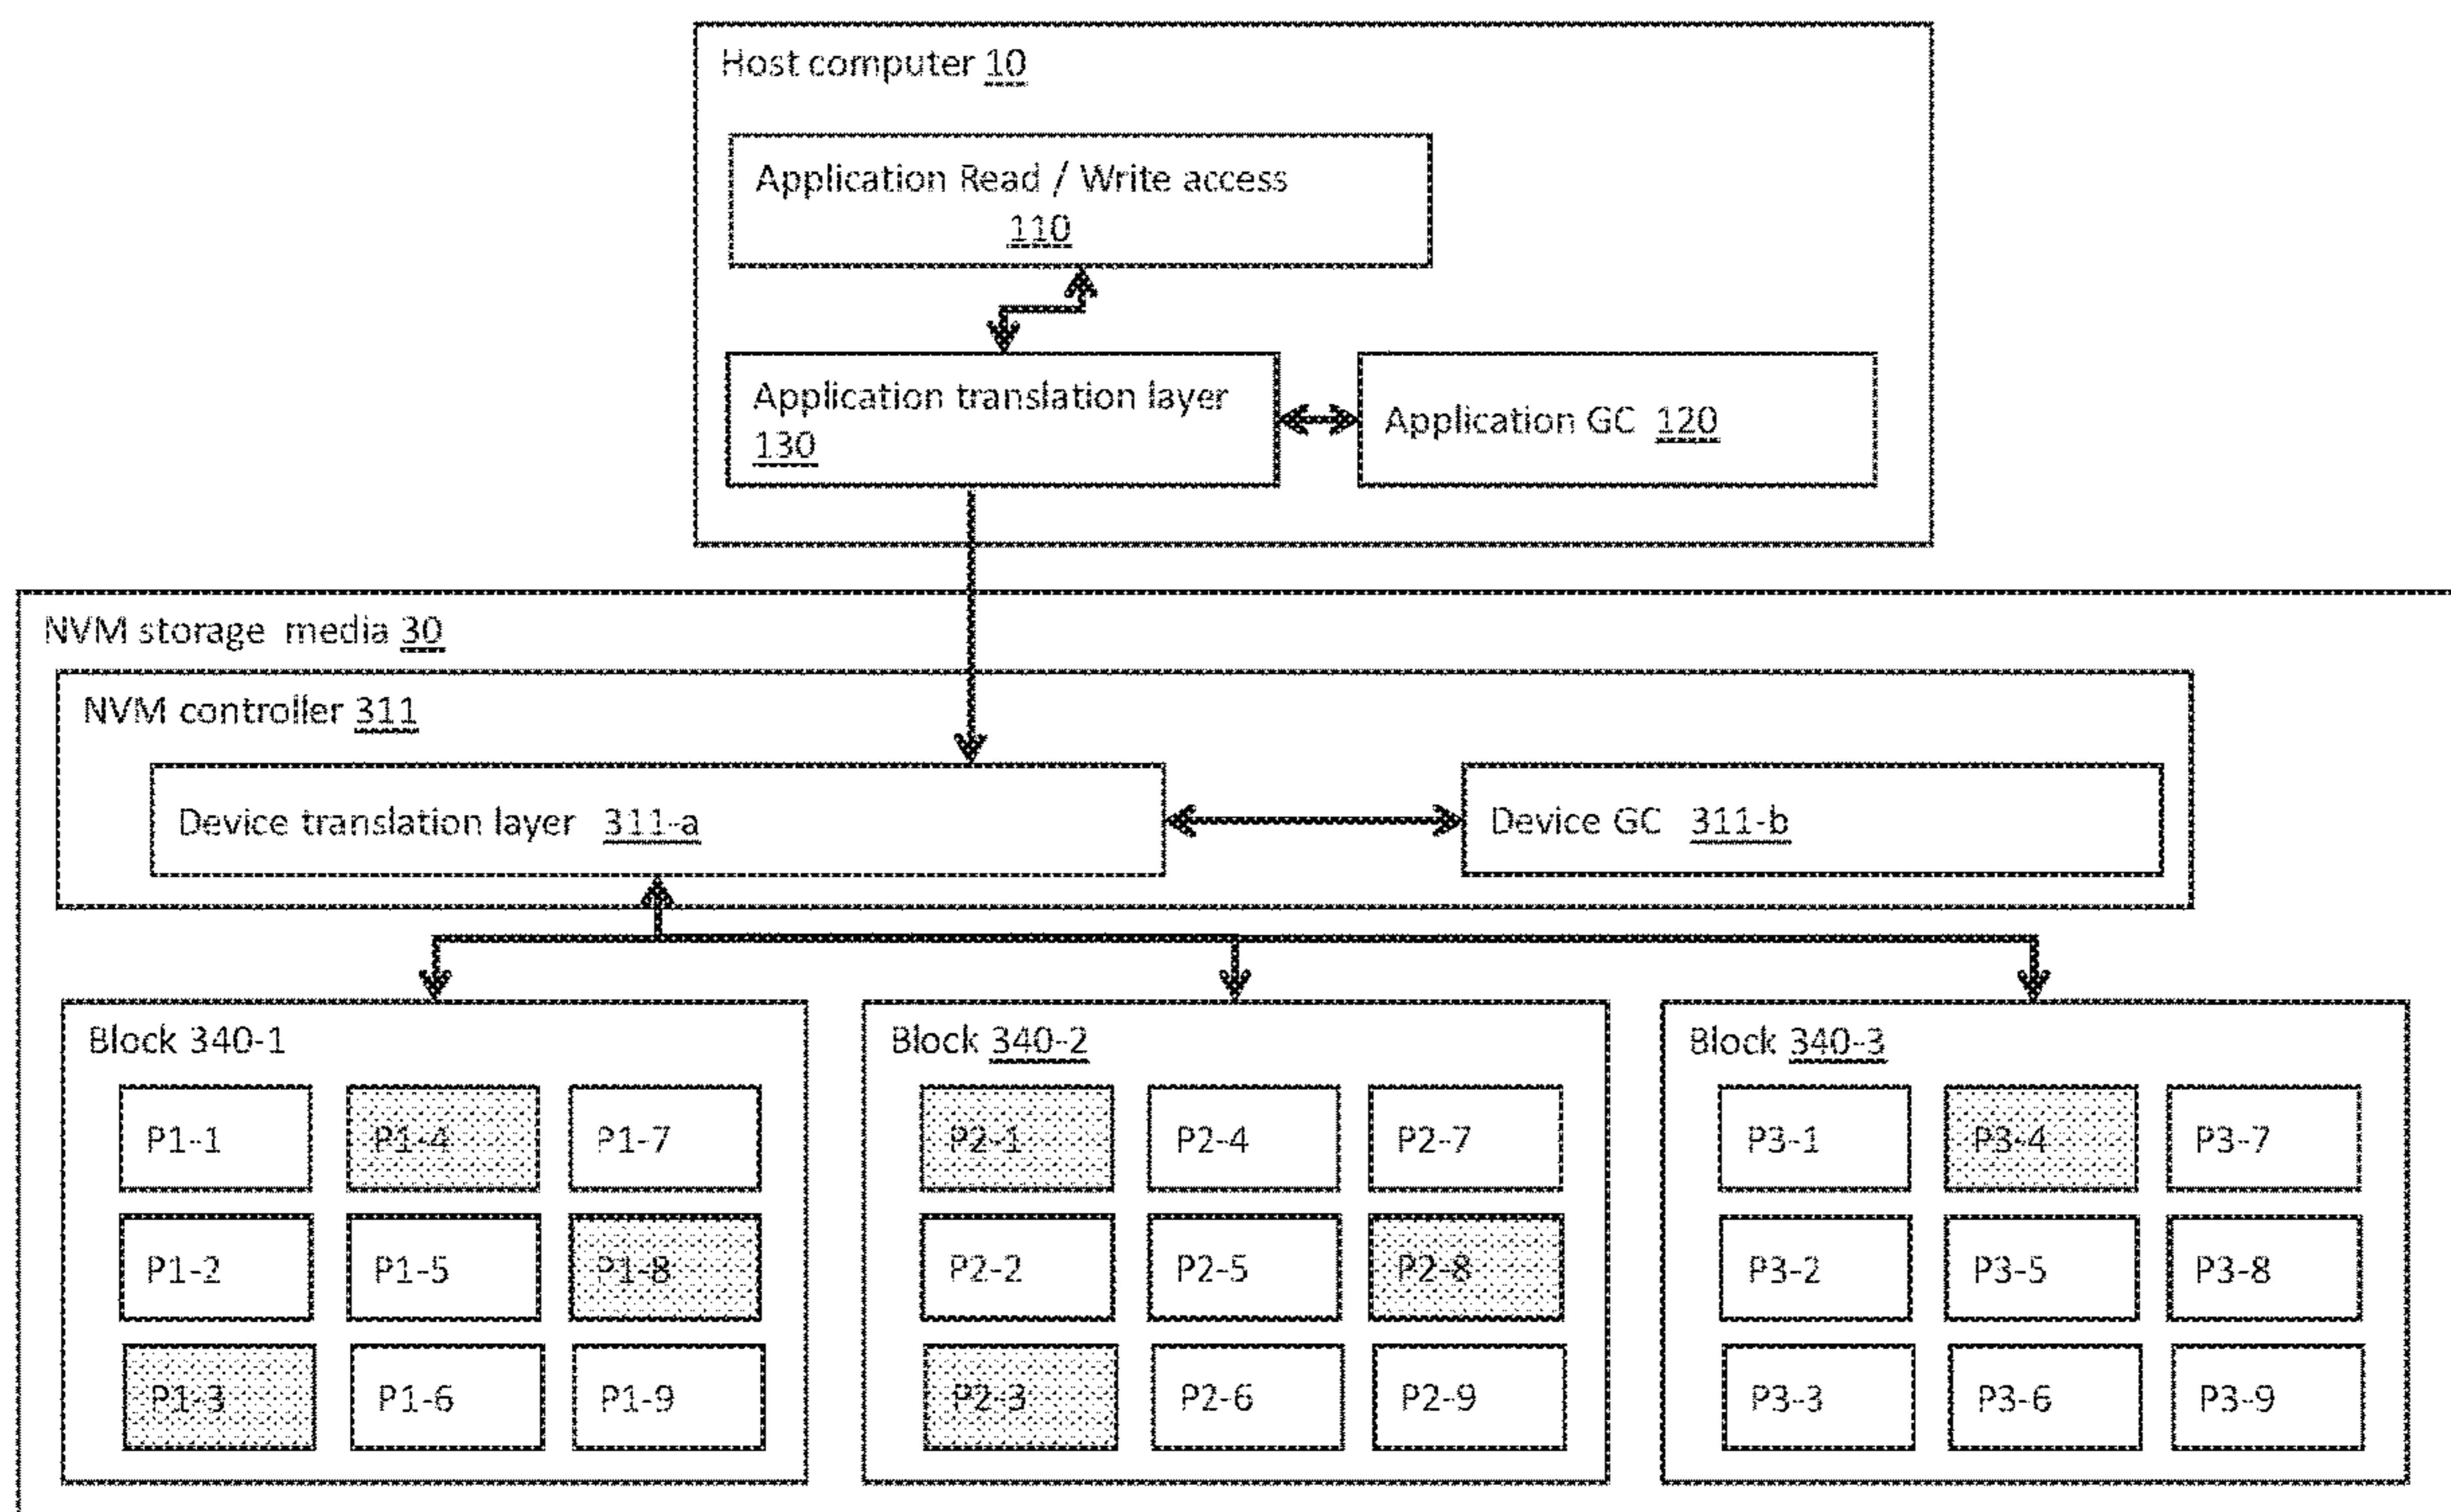 Host computer 10
Application Read / Write access
110
Application translation layer
130
Application GC 120
NVM storage media 30
NVM controller 311
Device translation layer 311-a
Device GC 311-b
Block 340-1
P1-1 P1-4 P1-7
P1-2 P1-5 P1-8
P1-3 P1-6 P1-9
Block 340-2
P2-1 P2-4 P2-7
P2-2 P2-5 P2-8
P2-3 P2-6 P2-9
Block 340-3
P3-1 P3-4 P3-7
P3-2 P3-5 P3-8
P3-3 P3-6 P3-9